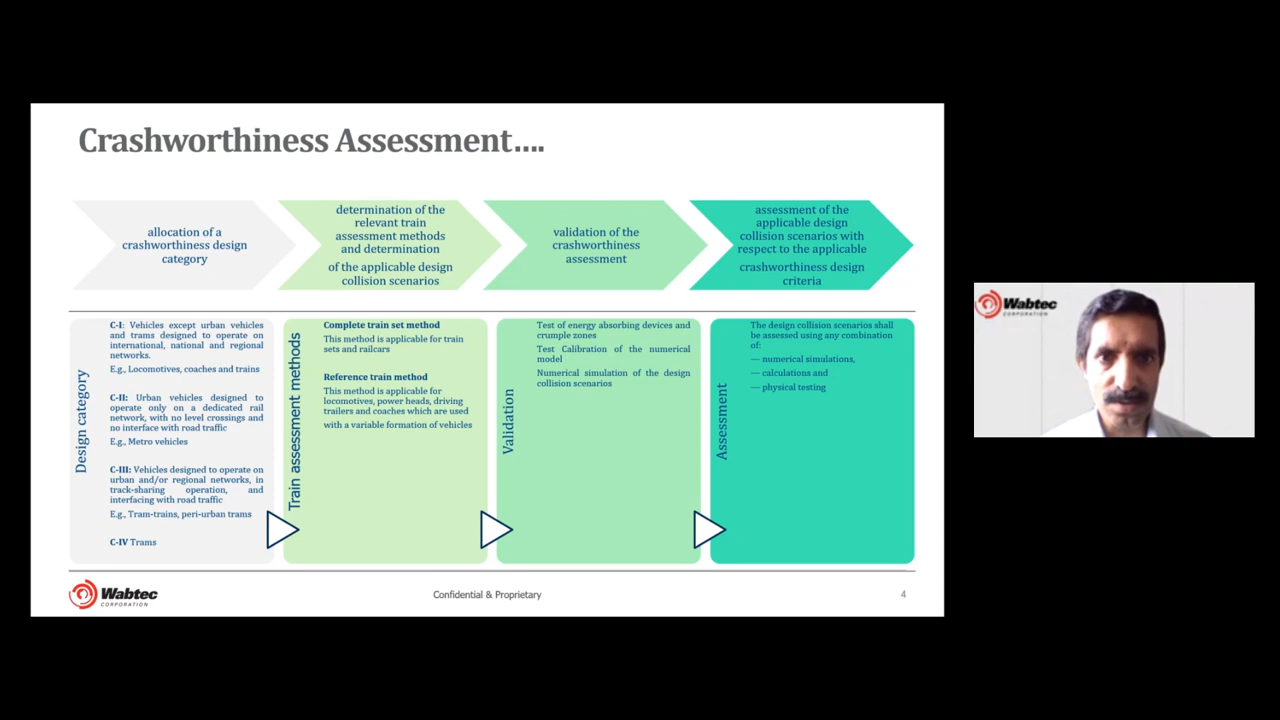 Crashworthiness Assessment....
allocation of a
crashworthiness design
category
determination of the
relevant train
assessment methods
and determination
of the applicable design
collision scenarios
validation of the
crashworthiness
assessment
assessment of the
applicable design
collision scenarios with
respect to the applicable
crashworthiness design
criteria
Design category
C-I: Vehicles except urban vehicles
and trams designed to operate on
international, national and regional
networks.
E.g., Locomotives, coaches and trains
C-II: Urban vehicles designed to
operate only on a dedicated rail
network, with no level crossings and
no interface with road traffic
E.g., Metro vehicles
C-III: Vehicles designed to operate on
urban and/or regional networks, in
track-sharing operation, and
interfacing with road traffic
E.g., Tram-trains, peri-urban trams
C-IV Trams
Train assessment methods
Complete train set method
This method is applicable for train
sets and railcars
Reference train method
This method is applicable for
locomotives, power heads, driving
trailers and coaches which are used
with a variable formation of vehicles
Validation
Test of energy absorbing devices and
crumple zones
Test Calibration of the numerical
model
Numerical simulation of the design
collision scenarios
Assessment
The design collision scenarios shall
be assessed using any combination
of:
— numerical simulations,
— calculations and
— physical testing
Wabtec
CORPORATION
Confidential & Proprietary
4
Wabtec
CORPORATION